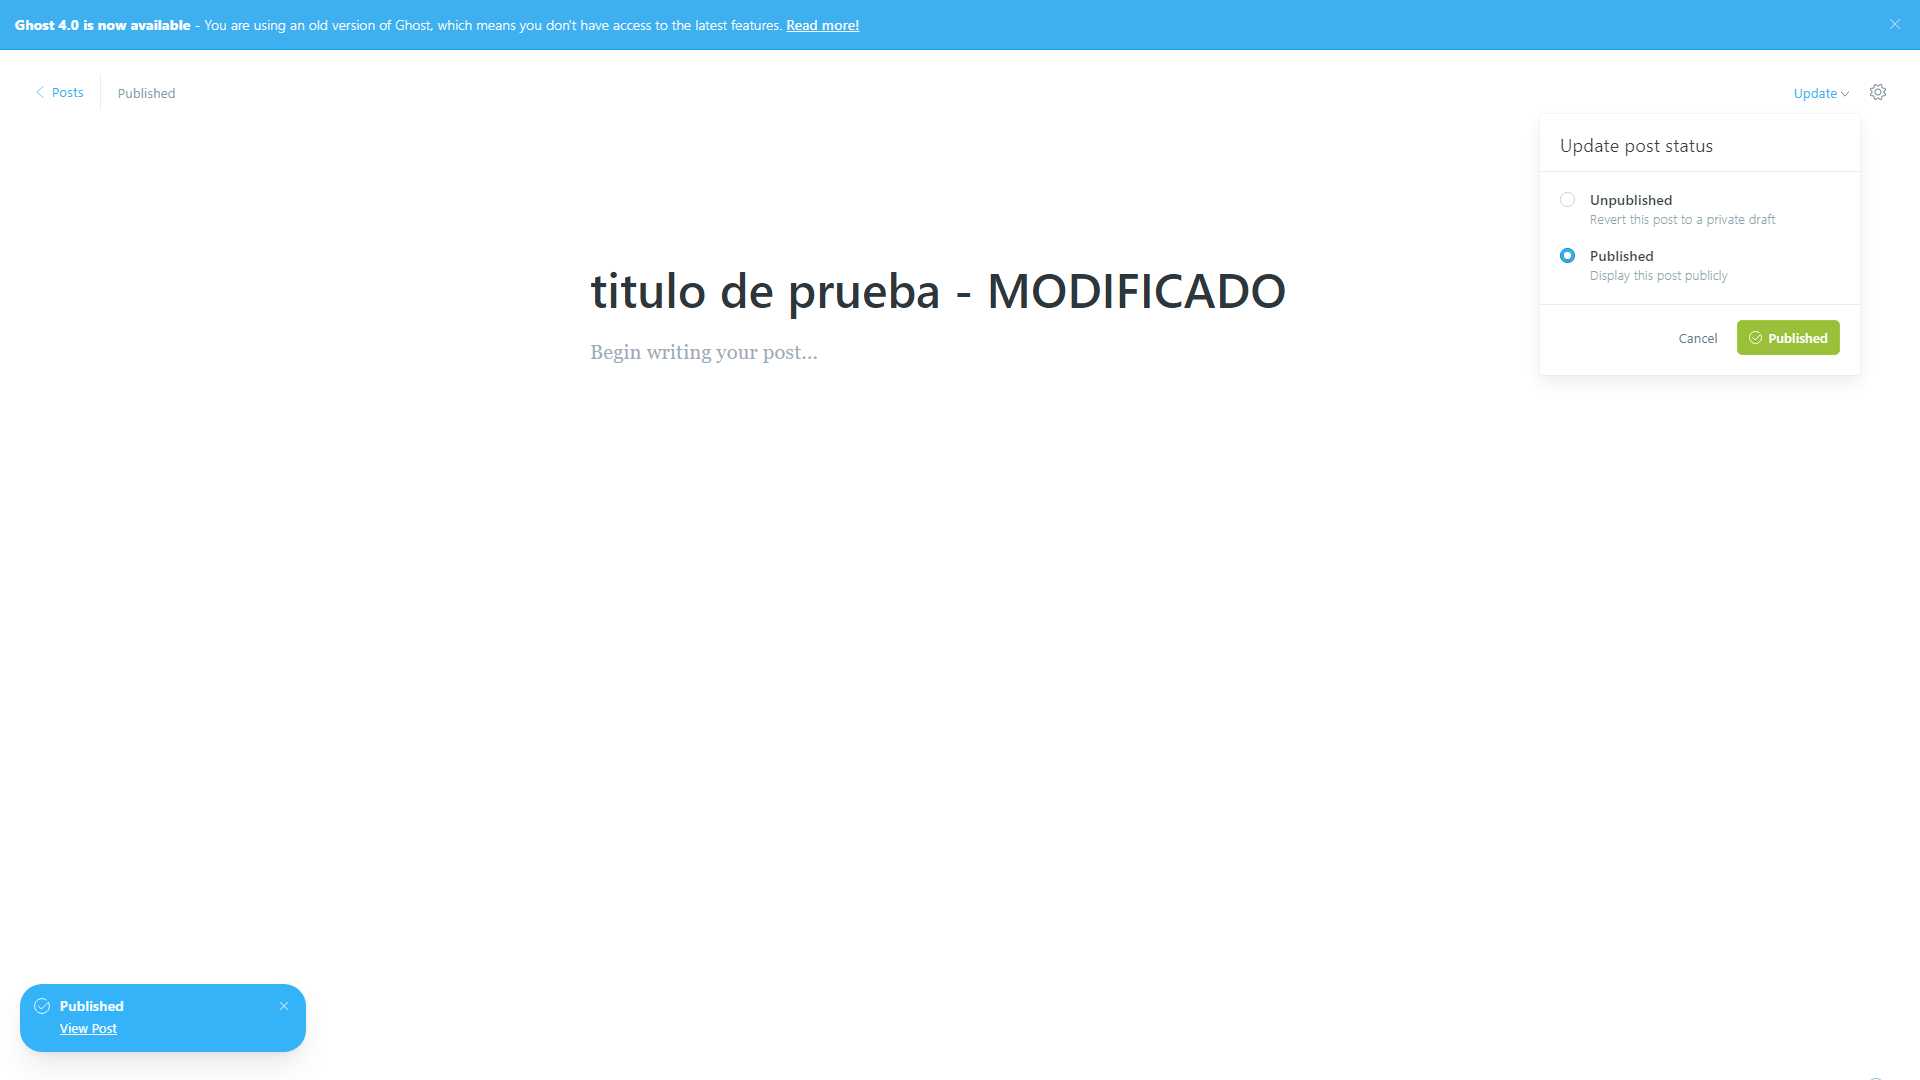 Ghost 4.0 is now available - You are using an old version of Ghost, which means you don't have access to the latest features. Read more!
Posts
Published
Update
Update post status
Unpublished
Revert this post to a private draft
Published
Display this post publicly
Cancel
Published
titulo de prueba - MODIFICADO
Begin writing your post...
Published
View Post